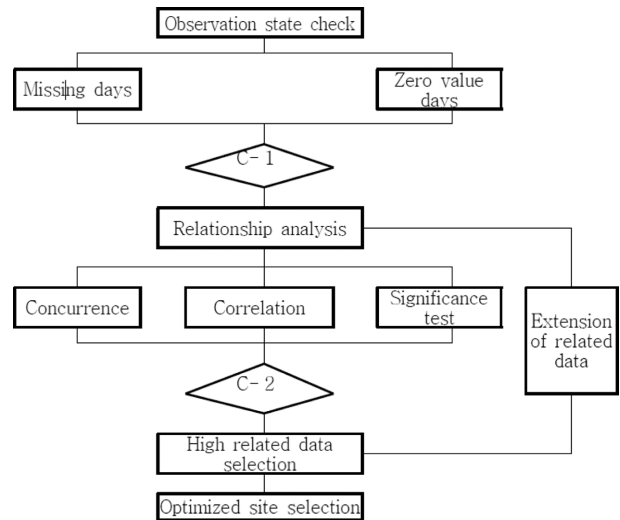 Observation state check
Missing days
Zero value
days
C-1
Relationship analysis
Concurrence
Correlation
Significance
test
Extension
of related
data
C-2
High related data
selection
Optimized site selection